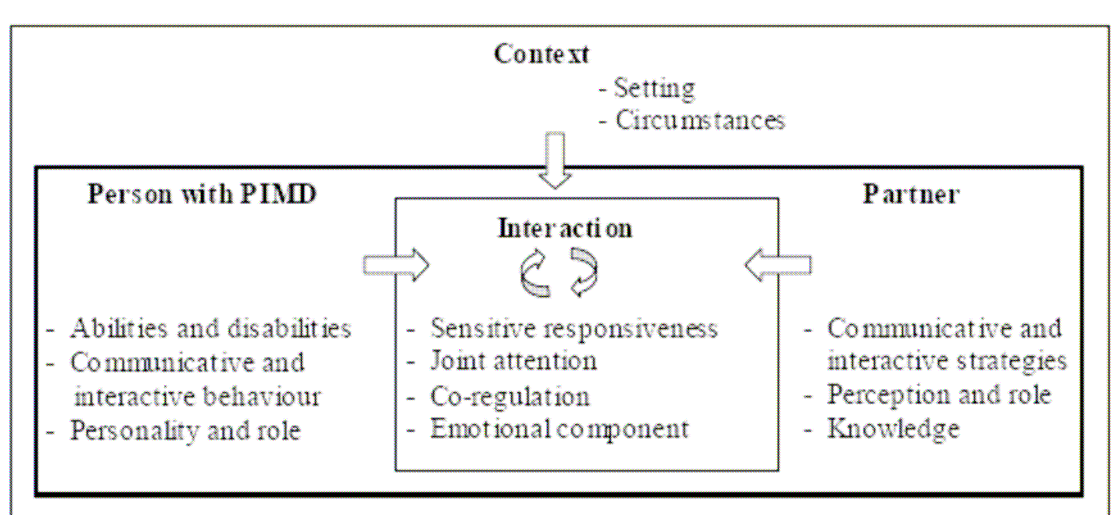 Context
- Setting
- Circumstances
Person with PIMD
- Abilities and disabilities
- Communicative and
interactive behaviour
- Personality and role
Interaction
- Sensitive responsiveness
- Joint attention
- Co-regulation
- Emotional component
Partner
- Communicative and
interactive strategies
- Perception and role
- Knowledge